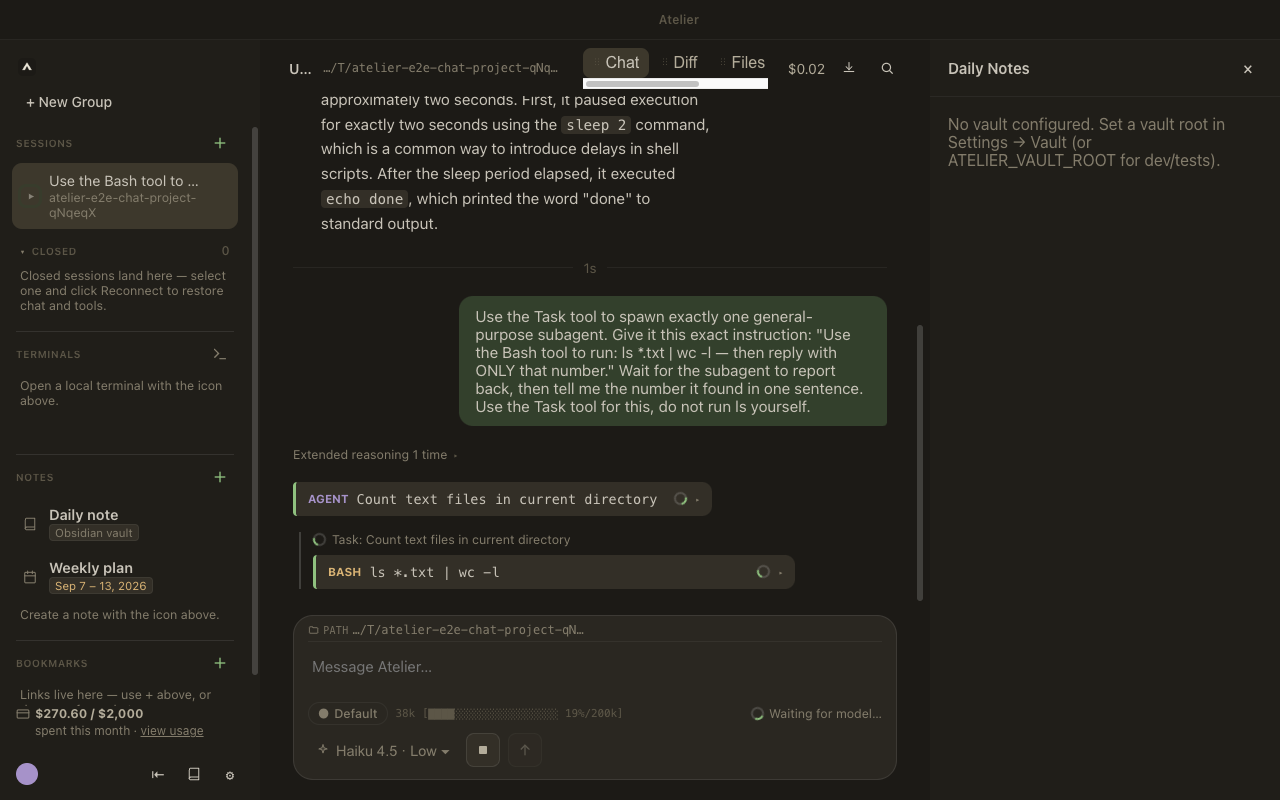 Atelier
+ New Group
SESSIONS
Use the Bash tool to ...
atelier-e2e-chat-project-
qNqeqX
CLOSED
0
Closed sessions land here — select
one and click Reconnect to restore
chat and tools.
TERMINALS
Open a local terminal with the icon
above.
NOTES
Daily note
Obsidian vault
Weekly plan
Sep 7 – 13, 2026
Create a note with the icon above.
BOOKMARKS
Links live here — use + above, or
$270.60 / $2,000
spent this month · view usage
U...
…/T/atelier-e2e-chat-project-qNq…
Chat
Diff
Files
$0.02
approximately two seconds. First, it paused execution
for exactly two seconds using the sleep 2 command,
which is a common way to introduce delays in shell
scripts. After the sleep period elapsed, it executed
echo done, which printed the word "done" to
standard output.
1s
Use the Task tool to spawn exactly one general-
purpose subagent. Give it this exact instruction: "Use
the Bash tool to run: ls *.txt | wc -l — then reply with
ONLY that number." Wait for the subagent to report
back, then tell me the number it found in one sentence.
Use the Task tool for this, do not run ls yourself.
Extended reasoning 1 time
AGENT Count text files in current directory
Task: Count text files in current directory
BASH ls *.txt | wc -l
PATH …/T/atelier-e2e-chat-project-qN…
Message Atelier...
Default
38k [████░░░░░░░░░░░░░░░░] 19%/200k]
Waiting for model...
Haiku 4.5 · Low
Daily Notes
No vault configured. Set a vault root in
Settings → Vault (or
ATELIER_VAULT_ROOT for dev/tests).